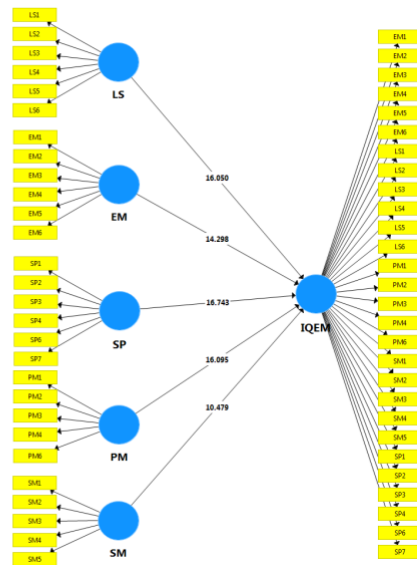 LS1
LS2
LS3
LS4
LS5
LS6
LS
EM1
EM2
EM3
EM4
EM5
EM6
EM
SP1
SP2
SP3
SP4
SP6
SP7
SP
PM1
PM2
PM3
PM4
PM6
PM
SM1
SM2
SM3
SM4
SM5
SM
16.050
14.298
16.743
16.095
10.479
IQEM
EM1
EM2
EM3
EM4
EM5
EM6
LS1
LS2
LS3
LS4
LS5
LS6
PM1
PM2
PM3
PM4
PM6
SM1
SM2
SM3
SM4
SM5
SP1
SP2
SP3
SP4
SP6
SP7